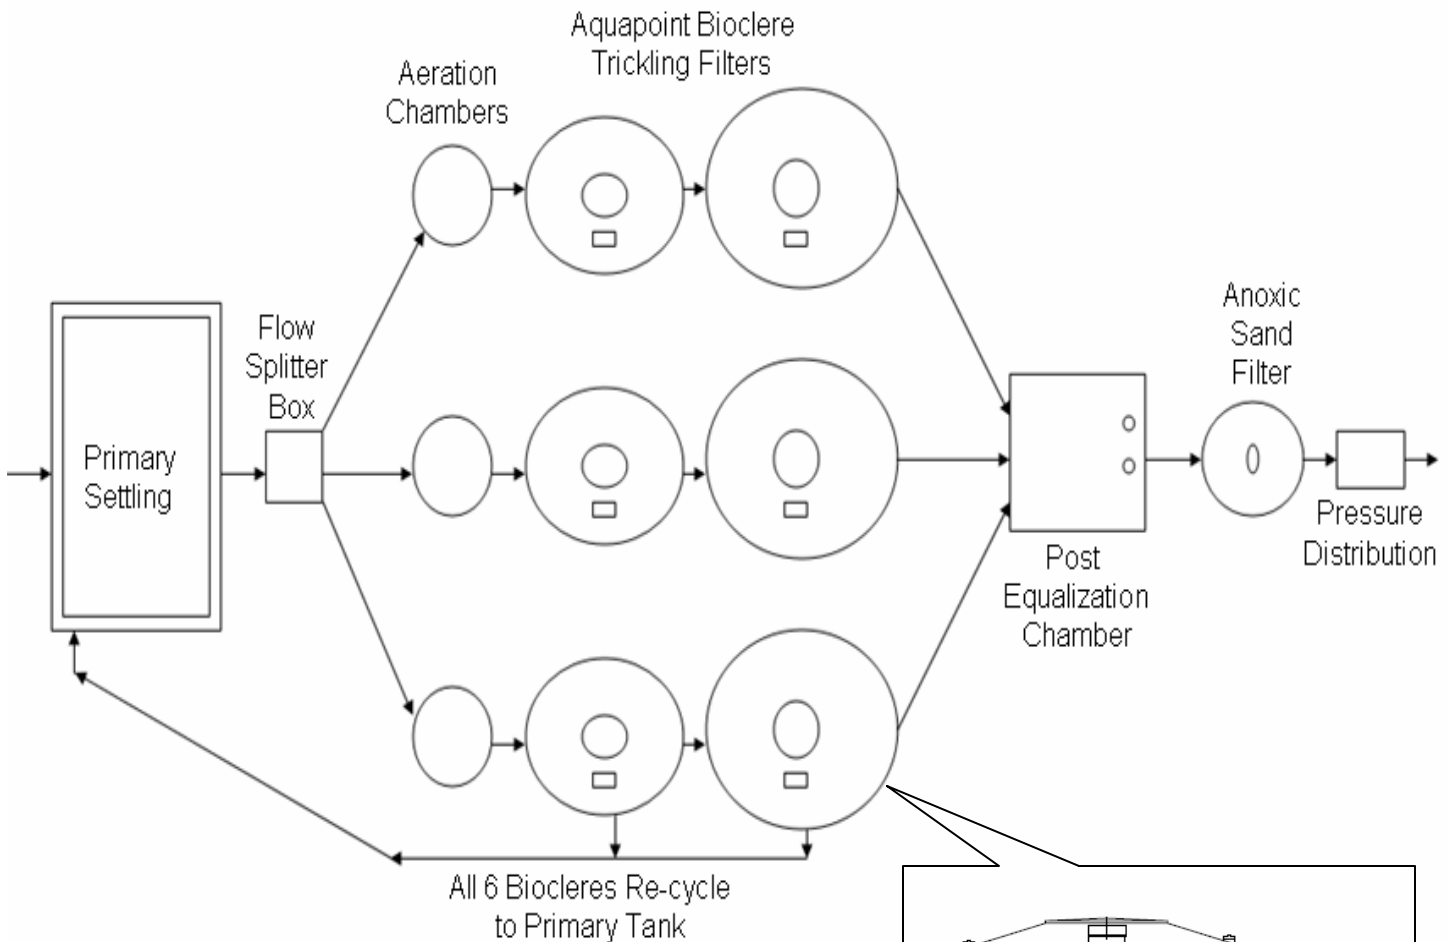 Aquapoint Bioclere
Trickling Filters
Aeration
Chambers
Flow
Splitter
Box
Primary
Settling
Anoxic
Sand
Filter
Post
Equalization
Chamber
Pressure
Distribution
All 6 Biocleres Re-cycle
to Primary Tank